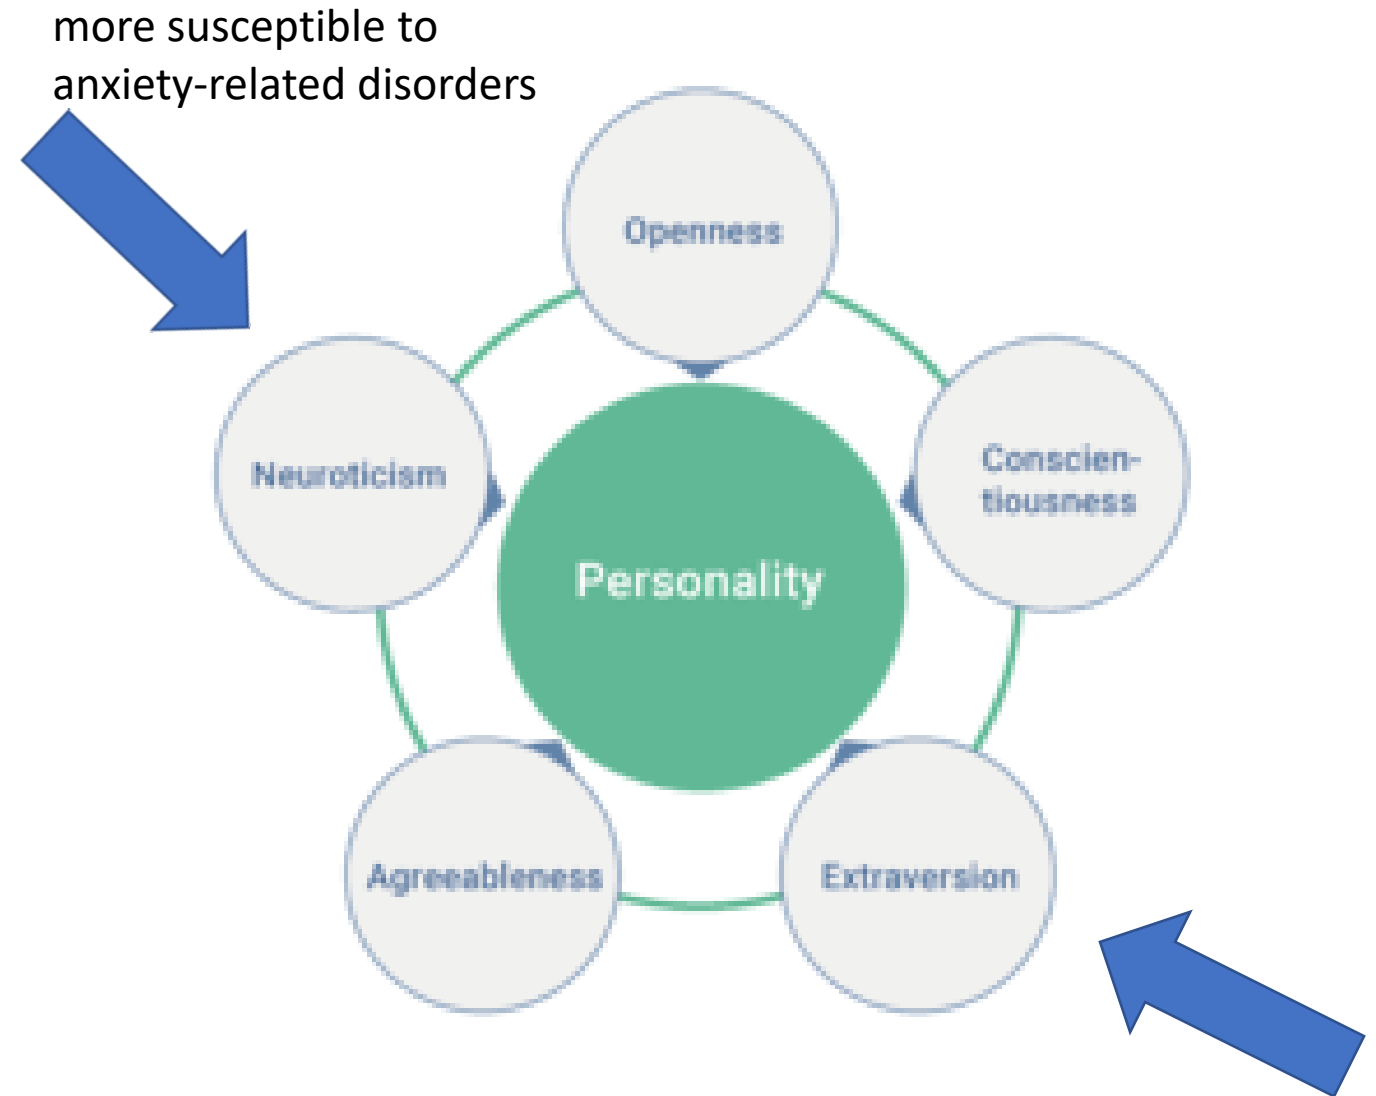 more susceptible to
anxiety-related disorders
Openness
Neuroticism
Conscien-
tiousness
Personality
Agreeableness
Extraversion